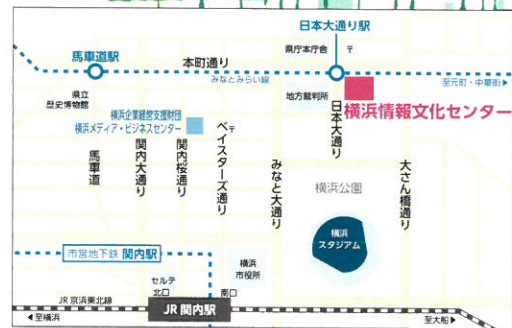 日本大通り駅
馬車道駅
県庁本庁舎
〒
本町通り
みなとみらい線
至元町・中華街▶
県立
歴史博物館
地方裁判所
日本大通り
横浜情報文化センター
横浜企業経営支援財団
横浜メディア・ビジネスセンター
〒
馬車道
関内大通り
関内桜通り
ベイスターズ通り
みなと大通り
横浜公園
大さん橋通り
横浜
スタジアム
市営地下鉄 関内駅
横浜
市役所
セルテ
北口
南口
JR 京浜東北線
JR 関内駅
◀至横浜
至大船▶